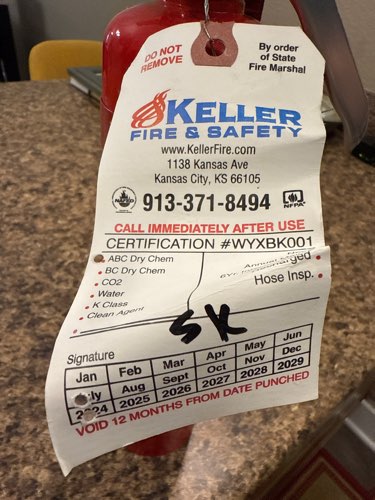 DO NOT
REMOVE
By order
of State
Fire Marshal
KELLER
FIRE & SAFETY
www.KellerFire.com
1138 Kansas Ave
Kansas City, KS 66105
913-371-8494
NFPA
CALL IMMEDIATELY AFTER USE
CERTIFICATION #WYXBK001
ABC Dry Chem
BC Dry Chem
CO2
Water
K Class
Clean Agent
Hose Insp.
SK
Signature
Jan Feb Mar Apr May Jun
Aug Sept Oct Nov Dec
2024 2025 2026 2027 2028 2029
VOID 12 MONTHS FROM DATE PUNCHED